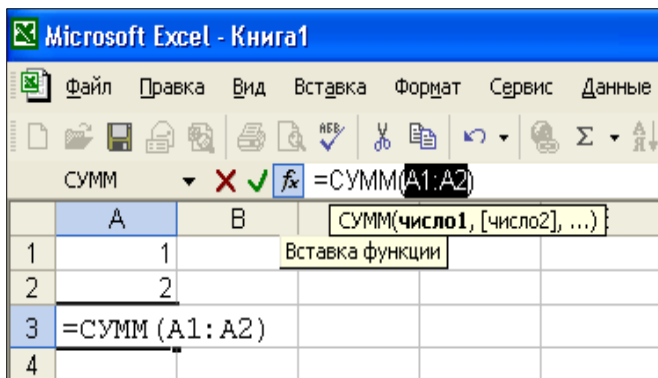 Microsoft Excel - Книга1
Файл Правка Вид Вставка Формат Сервис Данные
СУММ fx =СУММ(A1:A2)
A B СУММ(число1, [число2], ...)
1 1 Вставка функции
2 2
3 =СУММ(A1:A2)
4